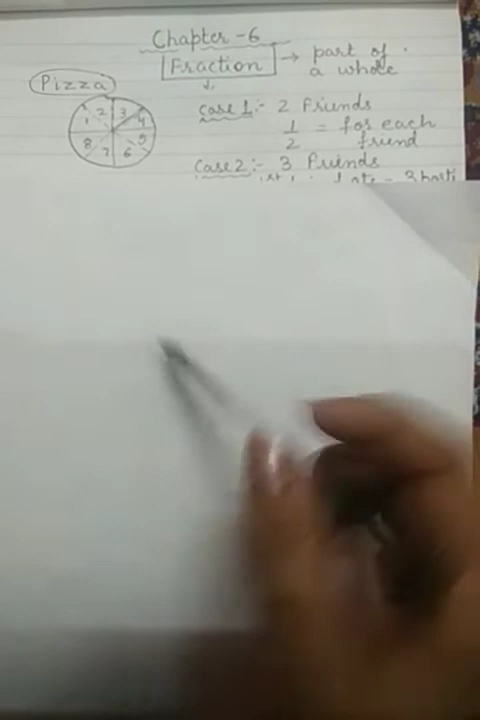 Chapter - 6
Fraction → part of a whole
Pizza
1 2 3 4 5 6 7 8
Case 1:- 2 Friends
1/2 = for each friend
Case 2:- 3 Friends